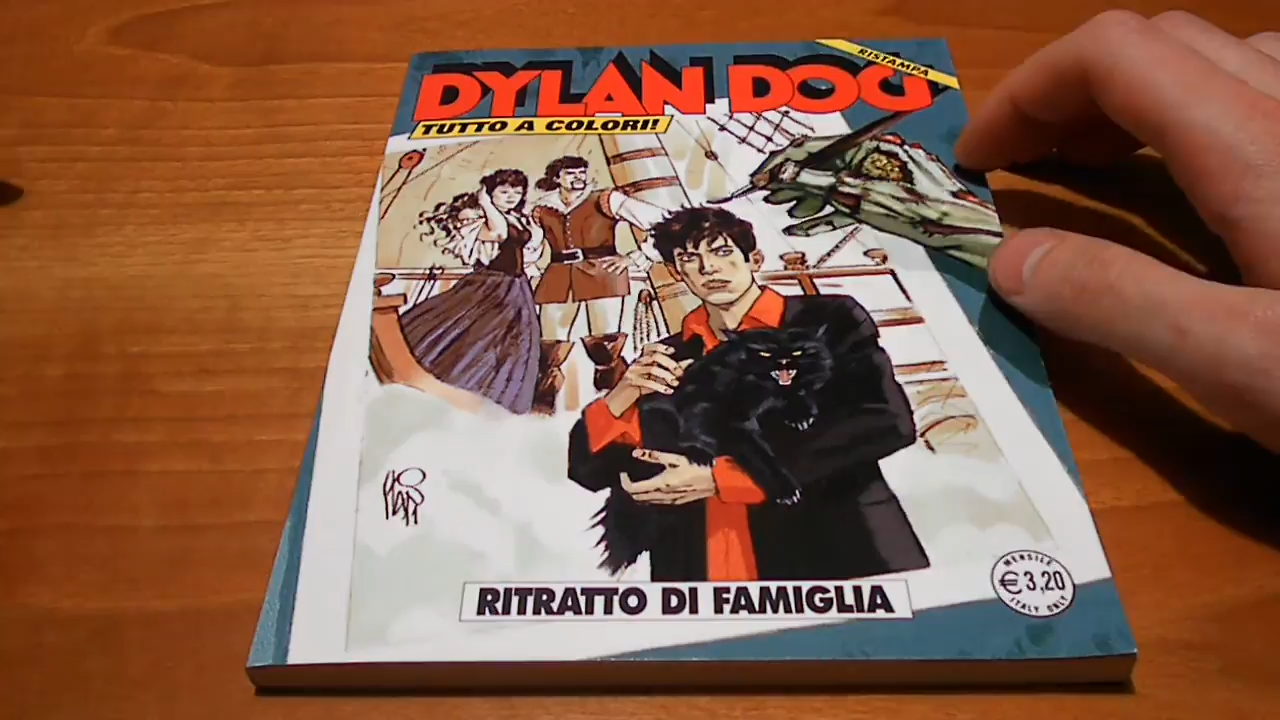 DYLAN DOG
RISTAMPA
TUTTO A COLORI!
RITRATTO DI FAMIGLIA
MENSILE
€ 3,20
ITALY ONLY